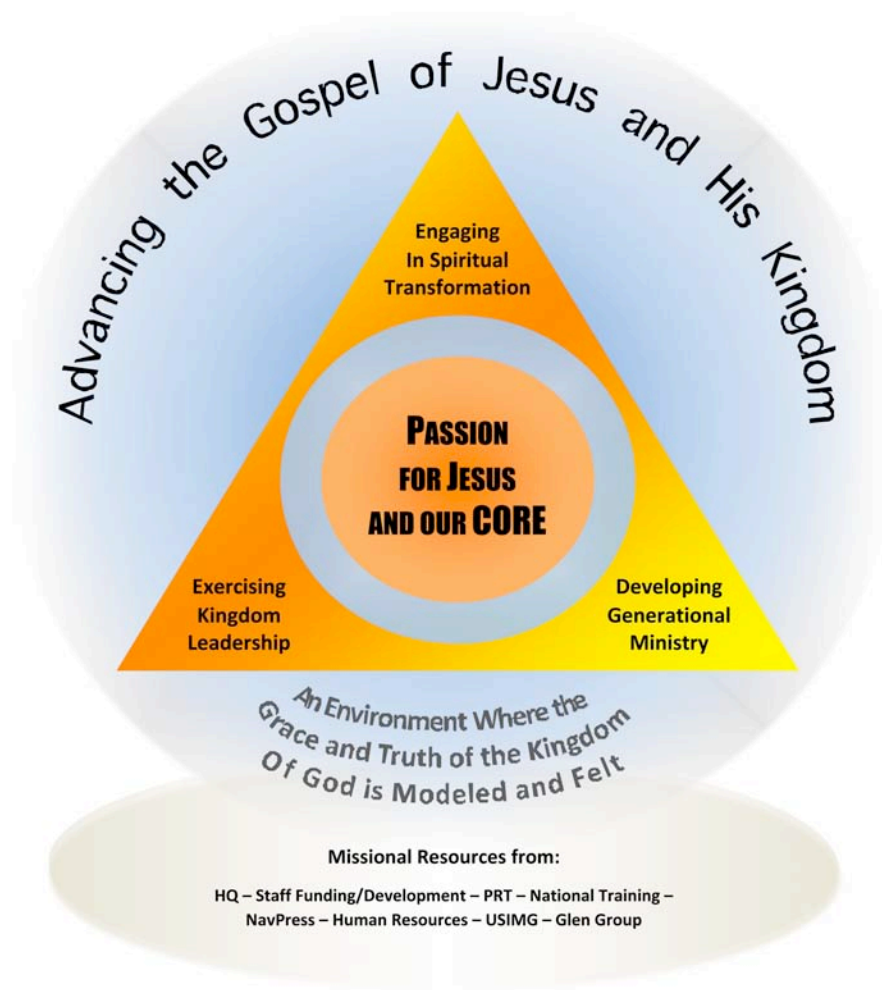 Advancing the Gospel of Jesus and His Kingdom
Engaging
In Spiritual
Transformation
PASSION
FOR JESUS
AND OUR CORE
Exercising
Kingdom
Leadership
Developing
Generational
Ministry
An Environment Where the
Grace and Truth of the Kingdom
Of God is Modeled and Felt
Missional Resources from:
HQ – Staff Funding/Development – PRT – National Training –
NavPress – Human Resources – USIMG – Glen Group